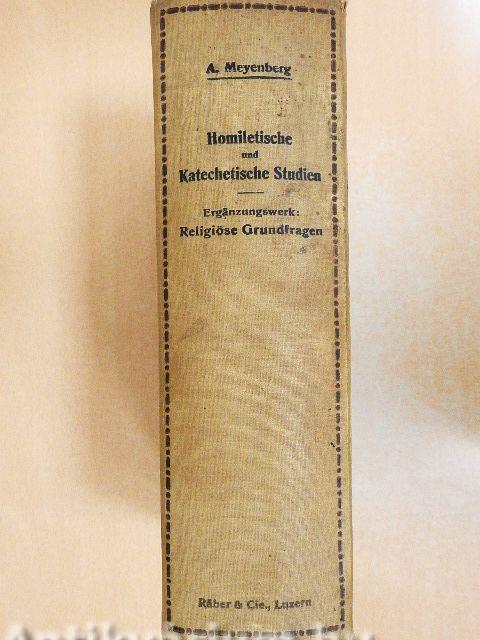 A. Meyenberg
Homiletische
und
Katechetische Studien
Ergänzungswerk:
Religiöse Grundfragen
Räber & Cie., Luzern